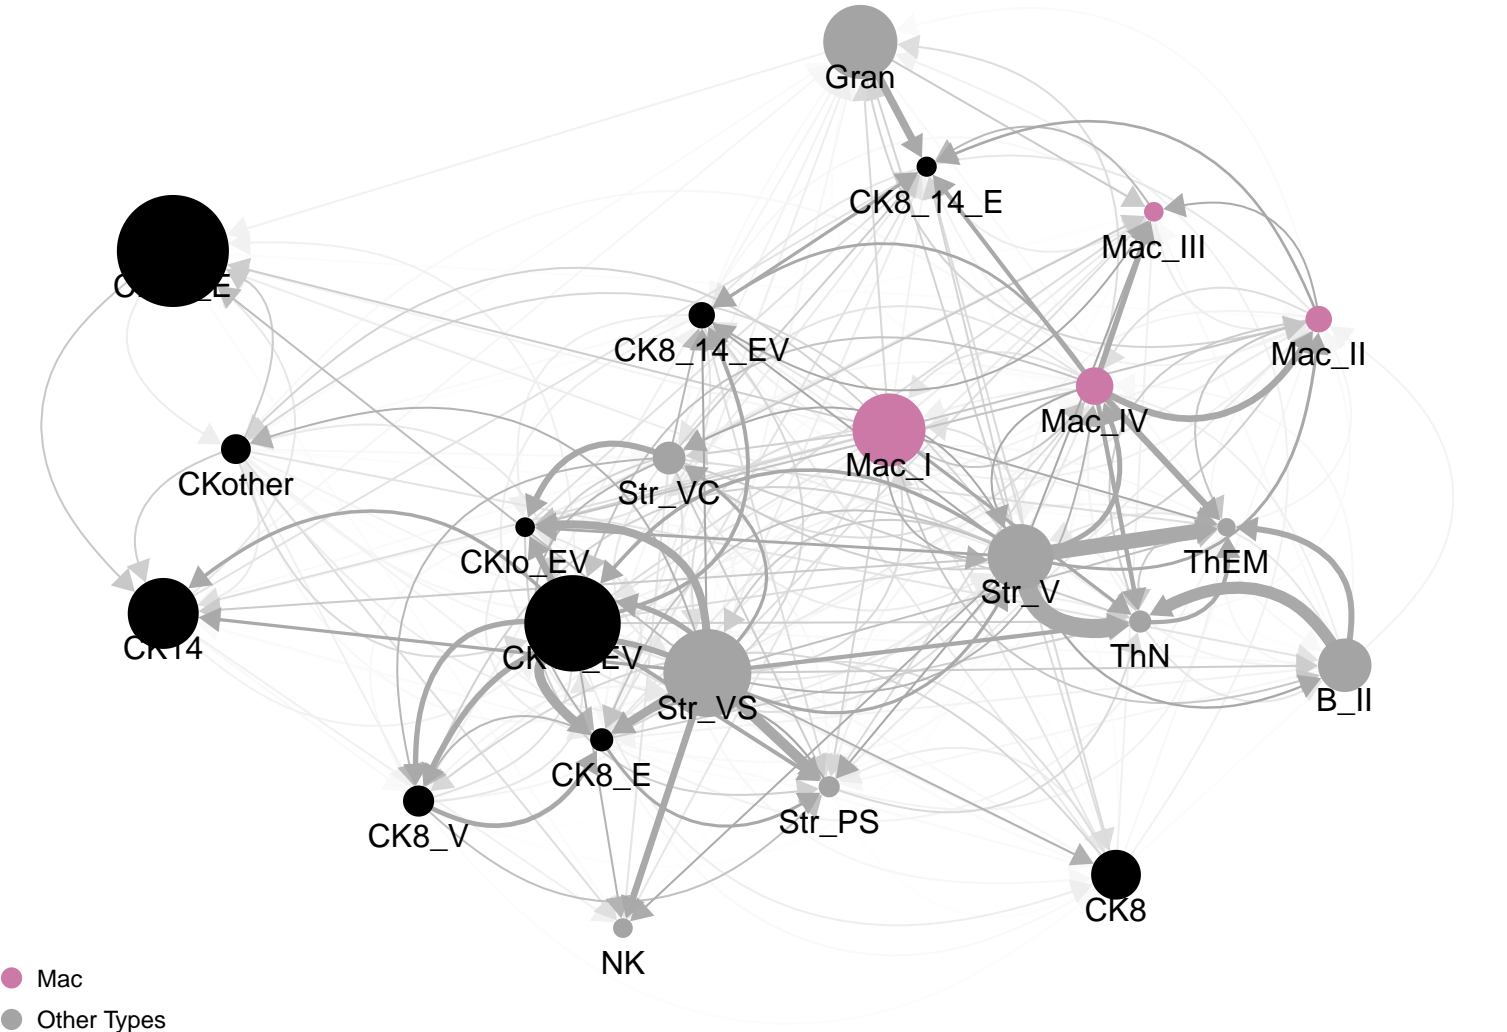 Gran
CK8_14_E
Mac_III
CK8_14_EV
Mac_II
Mac_IV
Mac_I
CKother
Str_VC
CKlo_EV
ThEM
Str_V
CK14
ThN
Str_VS
B_II
CK8_E
Str_PS
CK8_V
CK8
NK
Mac
Other Types